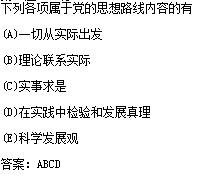 下列各项属于党的思想路线内容的有
(A)一切从实际出发
(B)理论联系实际
(C)实事求是
(D)在实践中检验和发展真理
(E)科学发展观
答案：ABCD